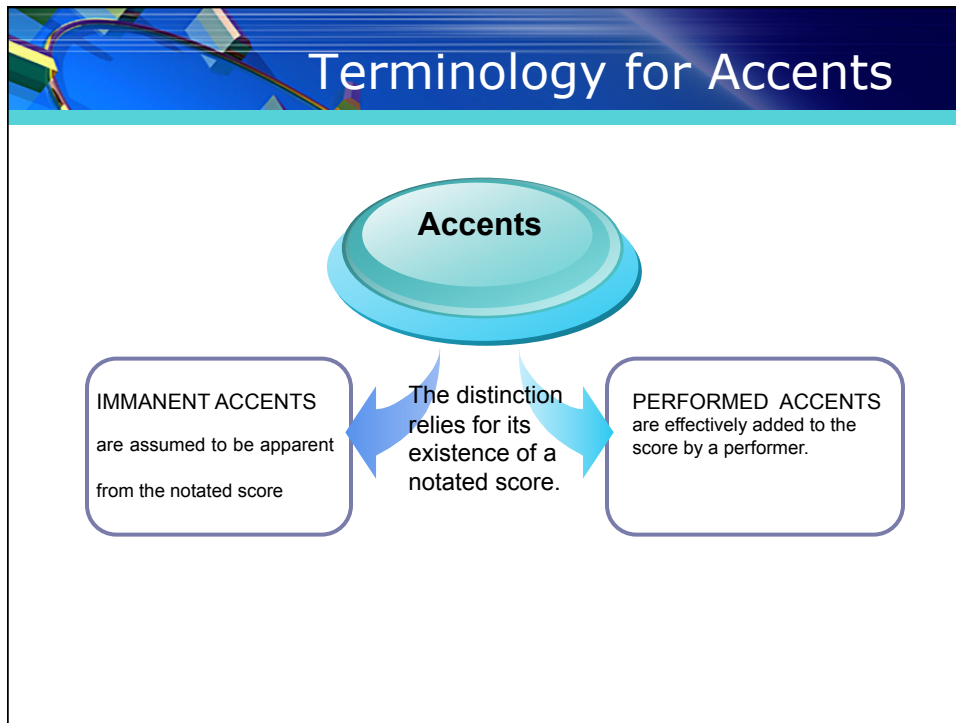 Terminology for Accents
Accents
IMMANENT ACCENTS
are assumed to be apparent
from the notated score
The distinction
relies for its
existence of a
notated score.
PERFORMED ACCENTS
are effectively added to the
score by a performer.